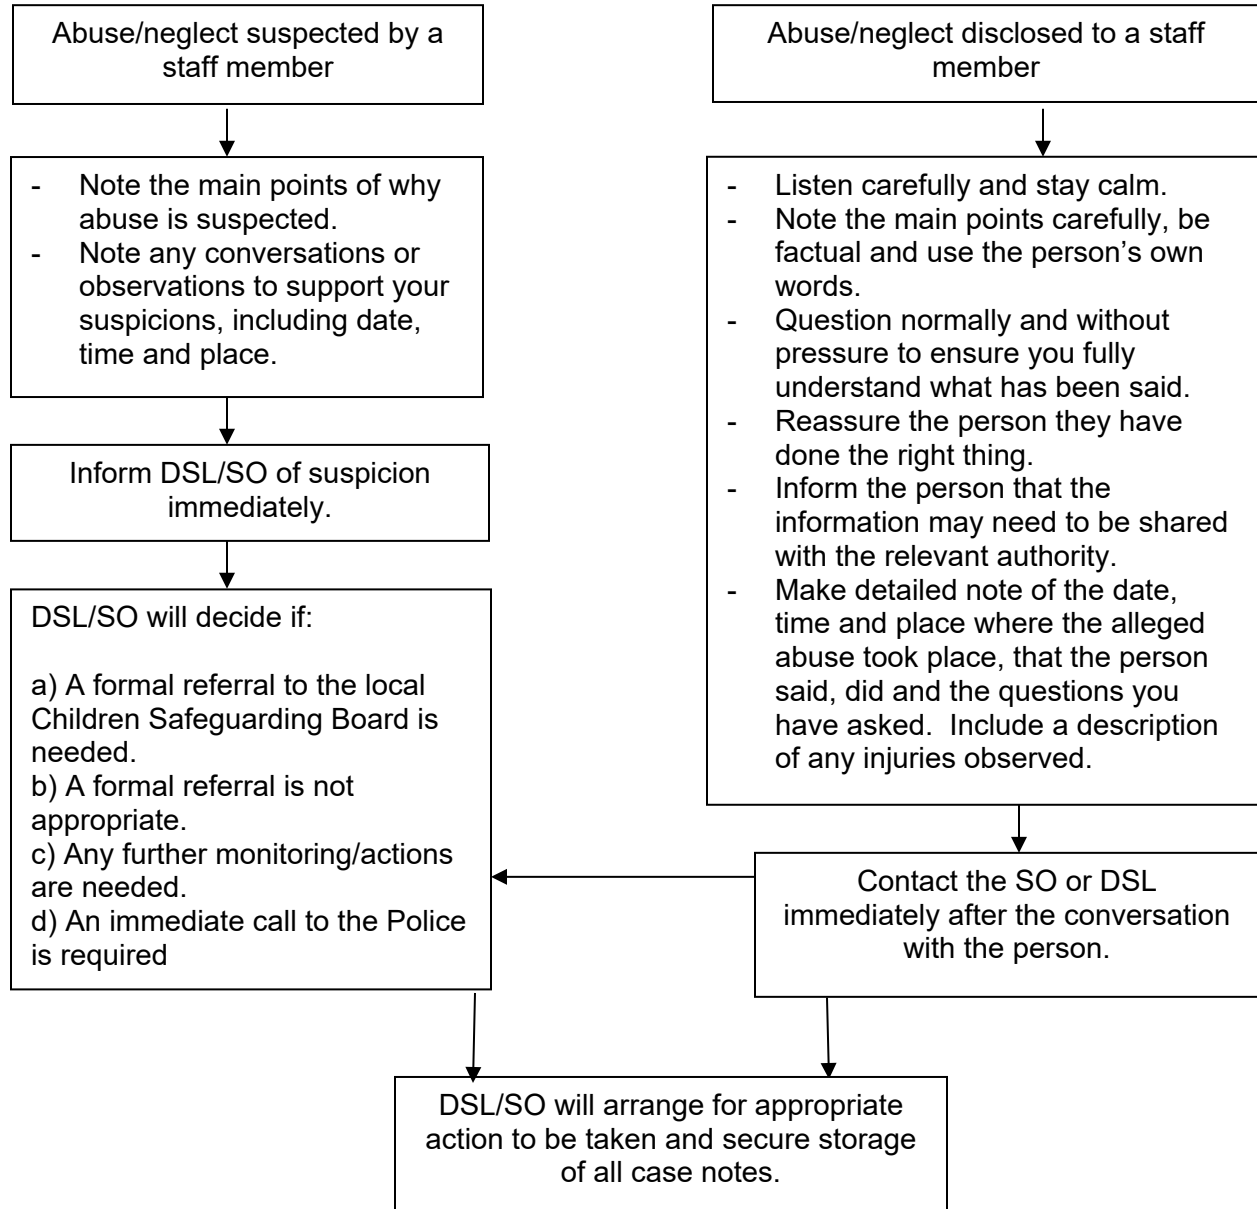 Abuse/neglect suspected by a
staff member
Abuse/neglect disclosed to a staff
member
- Note the main points of why
abuse is suspected.
- Note any conversations or
observations to support your
suspicions, including date,
time and place.
- Listen carefully and stay calm.
- Note the main points carefully, be
factual and use the person’s own
words.
- Question normally and without
pressure to ensure you fully
understand what has been said.
- Reassure the person they have
done the right thing.
- Inform the person that the
information may need to be shared
with the relevant authority.
- Make detailed note of the date,
time and place where the alleged
abuse took place, that the person
said, did and the questions you
have asked.  Include a description
of any injuries observed.
Inform DSL/SO of suspicion
immediately.
DSL/SO will decide if:
a) A formal referral to the local
Children Safeguarding Board is
needed.
b) A formal referral is not
appropriate.
c) Any further monitoring/actions
are needed.
d) An immediate call to the Police
is required
Contact the SO or DSL
immediately after the conversation
with the person.
DSL/SO will arrange for appropriate
action to be taken and secure storage
of all case notes.